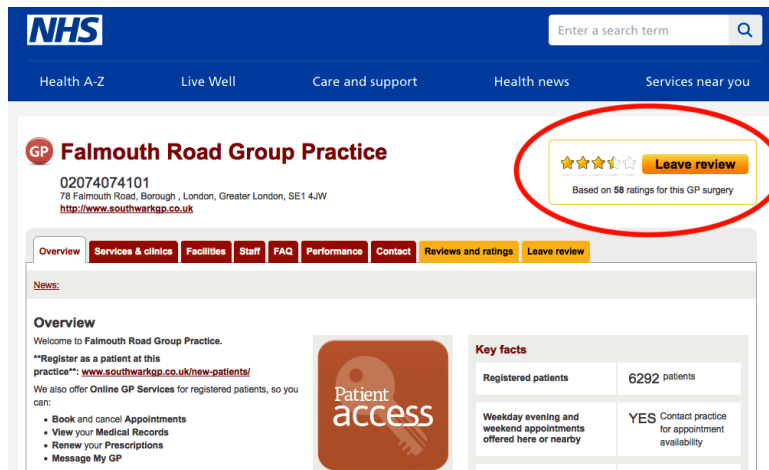 NHS
Enter a search term
Health A-Z
Live Well
Care and support
Health news
Services near you
GP
Falmouth Road Group Practice
02074074101
78 Falmouth Road, Borough , London, Greater London, SE1 4JW
http://www.southwarkgp.co.uk
Leave review
Based on 58 ratings for this GP surgery
Overview
Services & clinics
Facilities
Staff
FAQ
Performance
Contact
Reviews and ratings
Leave review
News:
Overview
Welcome to Falmouth Road Group Practice.
**Register as a patient at this
practice**: www.southwarkgp.co.uk/new-patients/
We also offer Online GP Services for registered patients, so you
can:
• Book and cancel Appointments
• View your Medical Records
• Renew your Prescriptions
• Message My GP
Patient
access
Key facts
Registered patients
6292 patients
Weekday evening and
weekend appointments
offered here or nearby
YES Contact practice
for appointment
availability